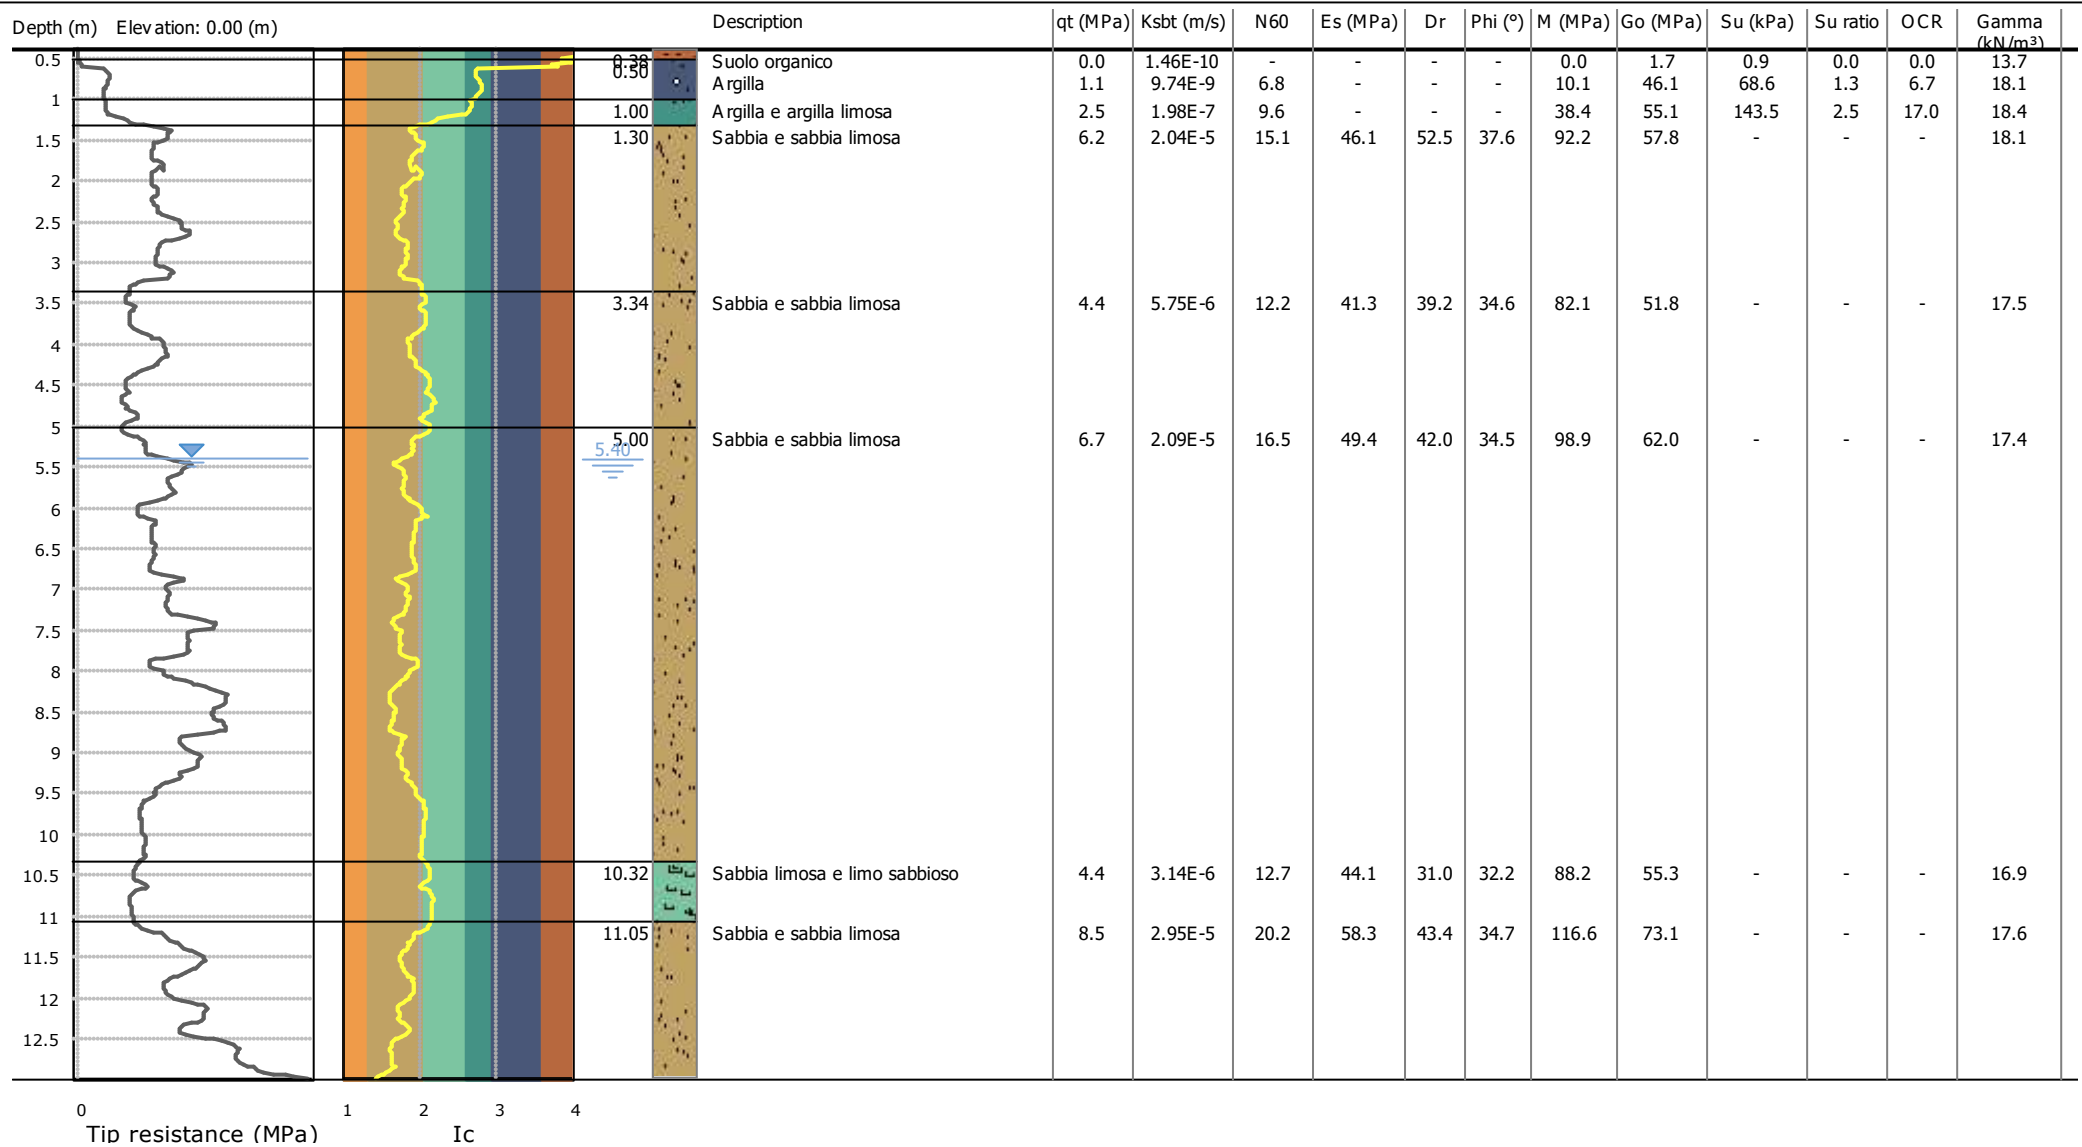 Depth (m) Elevation: 0.00 (m) Description qt (MPa) Ksbt (m/s) N60 Es (MPa) Dr Phi (°) M (MPa) Go (MPa) Su (kPa) Su ratio OCR Gamma (kN/m³)
0.5 0.38 Suolo organico 0.0 1.46E-10 - - - - 0.0 1.7 0.9 0.0 0.0 13.7
0.50 Argilla 1.1 9.74E-9 6.8 - - - 10.1 46.1 68.6 1.3 6.7 18.1
1 1.00 Argilla e argilla limosa 2.5 1.98E-7 9.6 - - - 38.4 55.1 143.5 2.5 17.0 18.4
1.5 1.30 Sabbia e sabbia limosa 6.2 2.04E-5 15.1 46.1 52.5 37.6 92.2 57.8 - - - 18.1
2
2.5
3
3.5 3.34 Sabbia e sabbia limosa 4.4 5.75E-6 12.2 41.3 39.2 34.6 82.1 51.8 - - - 17.5
4
4.5
5 5.00 Sabbia e sabbia limosa 6.7 2.09E-5 16.5 49.4 42.0 34.5 98.9 62.0 - - - 17.4
5.40
5.5
6
6.5
7
7.5
8
8.5
9
9.5
10
10.5 10.32 Sabbia limosa e limo sabbioso 4.4 3.14E-6 12.7 44.1 31.0 32.2 88.2 55.3 - - - 16.9
11 11.05 Sabbia e sabbia limosa 8.5 2.95E-5 20.2 58.3 43.4 34.7 116.6 73.1 - - - 17.6
11.5
12
12.5
0 1 2 3 4
Tip resistance (MPa) Ic